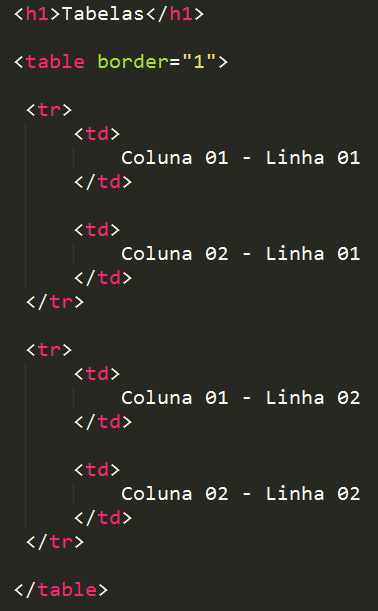 <h1>Tabelas</h1>
<table border="1">
<tr>
<td>
Coluna 01 - Linha 01
</td>
<td>
Coluna 02 - Linha 01
</td>
</tr>
<tr>
<td>
Coluna 01 - Linha 02
</td>
<td>
Coluna 02 - Linha 02
</td>
</tr>
</table>